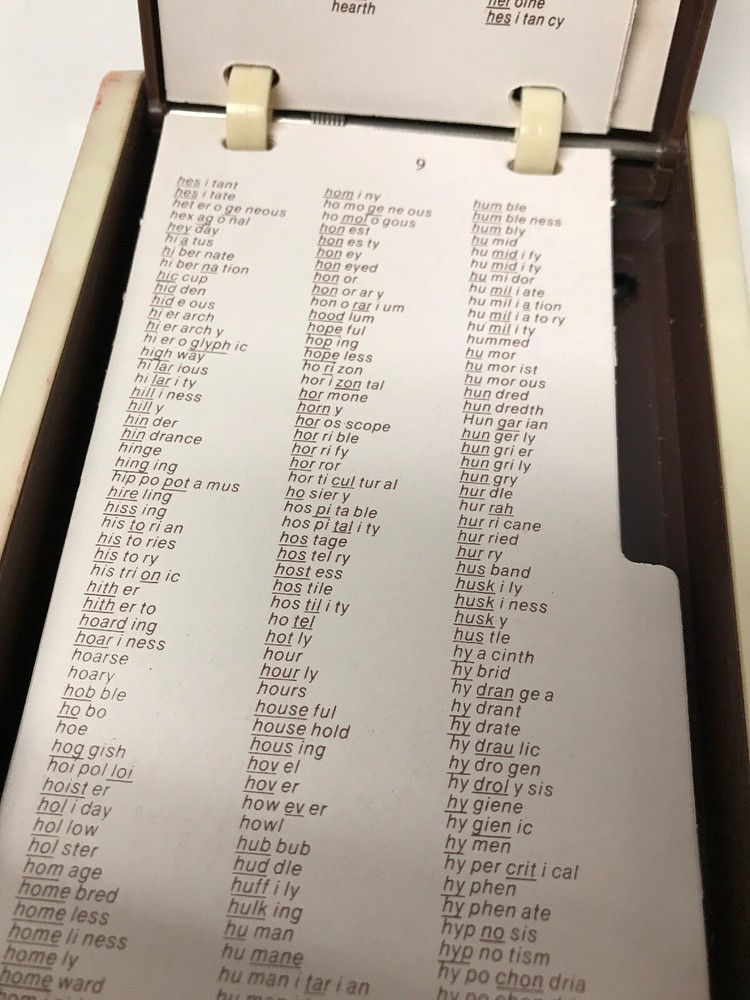 hearth
her oine
hes i tan cy
9
hes i tant
hes i tate
het er o ge neous
hex ag o nal
hey day
hi a tus
hi ber nate
hi ber na tion
hic cup
hid den
hid e ous
hi er arch
hi er arch y
hi er o glyph ic
high way
hi lar ious
hi lar i ty
hill i ness
hill y
hin der
hin drance
hinge
hing ing
hip po pot a mus
hire ling
hiss ing
his to ri an
his to ries
his to ry
his tri on ic
hith er
hith er to
hoard ing
hoar i ness
hoarse
hoary
hob ble
ho bo
hoe
hog gish
hoi pol loi
hoist er
hol i day
hol low
hol ster
hom age
home bred
home less
home li ness
home ly
home ward
hom i ny
ho mo ge ne ous
ho mol o gous
hon est
hon es ty
hon ey
hon eyed
hon or
hon or ar y
hon o rar i um
hood lum
hope ful
hop ing
hope less
ho ri zon
hor i zon tal
hor mone
horn y
hor os scope
hor ri ble
hor ri fy
hor ror
hor ti cul tur al
ho sier y
hos pi ta ble
hos pi tal i ty
hos tage
hos tel ry
host ess
hos tile
hos til i ty
ho tel
hot ly
hour
hour ly
hours
house ful
house hold
hous ing
hov el
hov er
how ev er
howl
hub bub
hud dle
huff i ly
hulk ing
hu man
hu mane
hu man i tar i an
hum ble
hum ble ness
hum bly
hu mid
hu mid i fy
hu mid i ty
hu mi dor
hu mil i ate
hu mil i a tion
hu mil i a to ry
hu mil i ty
hummed
hu mor
hu mor ist
hu mor ous
hun dred
hun dredth
Hun gar ian
hun ger ly
hun gri er
hun gri ly
hun gry
hur dle
hur rah
hur ri cane
hur ried
hur ry
hus band
husk i ly
husk i ness
husk y
hus tle
hy a cinth
hy brid
hy dran ge a
hy drant
hy drate
hy drau lic
hy dro gen
hy drol y sis
hy giene
hy gien ic
hy men
hy per crit i cal
hy phen
hy phen ate
hyp no sis
hyp no tism
hy po chon dria